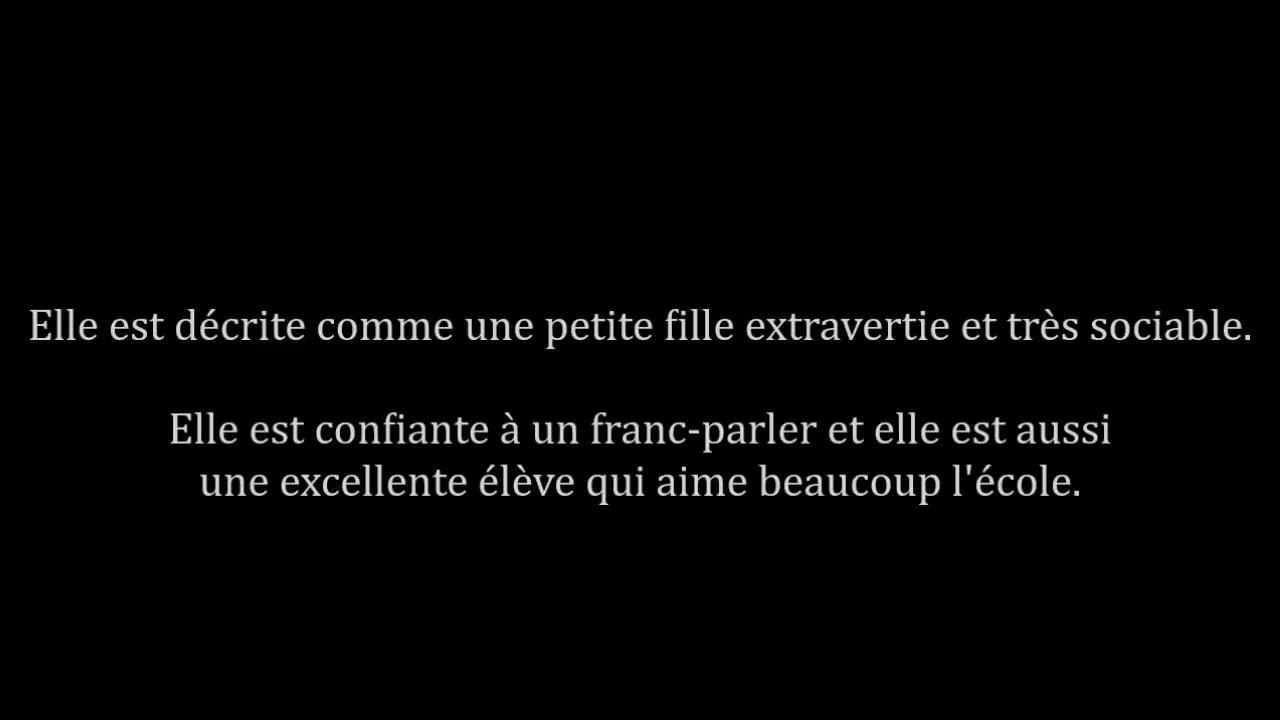 Elle est décrite comme une petite fille extravertie et très sociable.
Elle est confiante à un franc-parler et elle est aussi
une excellente élève qui aime beaucoup l'école.